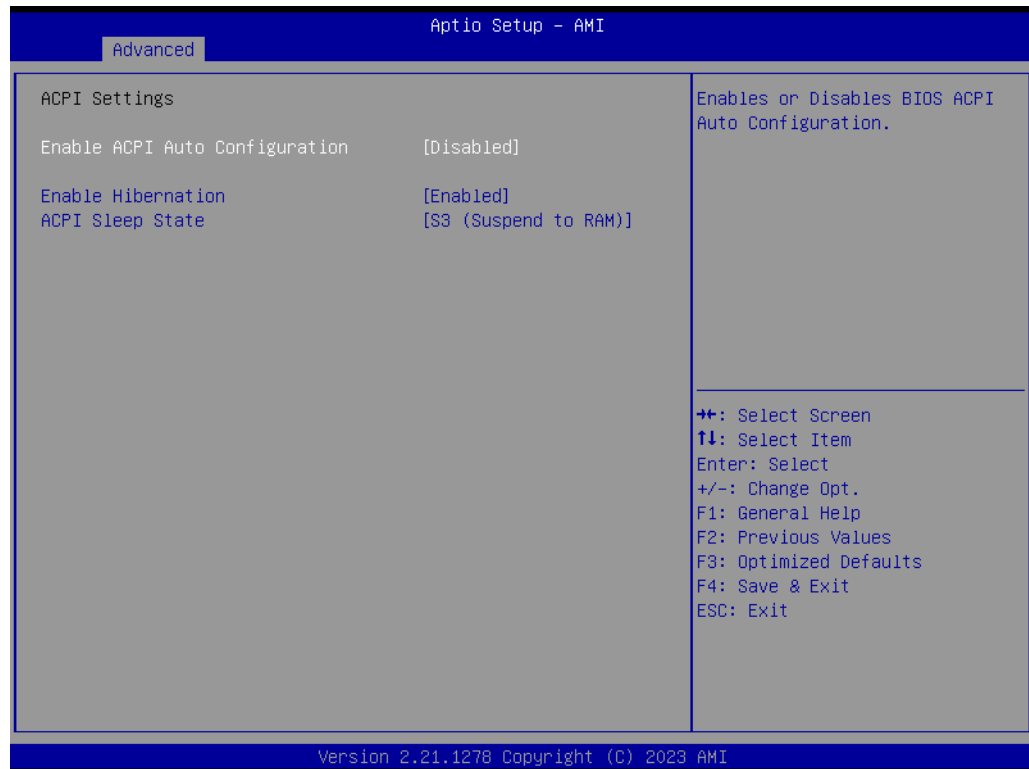 Aptio Setup – AMI
Advanced
ACPI Settings
Enable ACPI Auto Configuration [Disabled]
Enable Hibernation [Enabled]
ACPI Sleep State [S3 (Suspend to RAM)]
Enables or Disables BIOS ACPI
Auto Configuration.
→←: Select Screen
↑↓: Select Item
Enter: Select
+/-: Change Opt.
F1: General Help
F2: Previous Values
F3: Optimized Defaults
F4: Save & Exit
ESC: Exit
Version 2.21.1278 Copyright (C) 2023 AMI